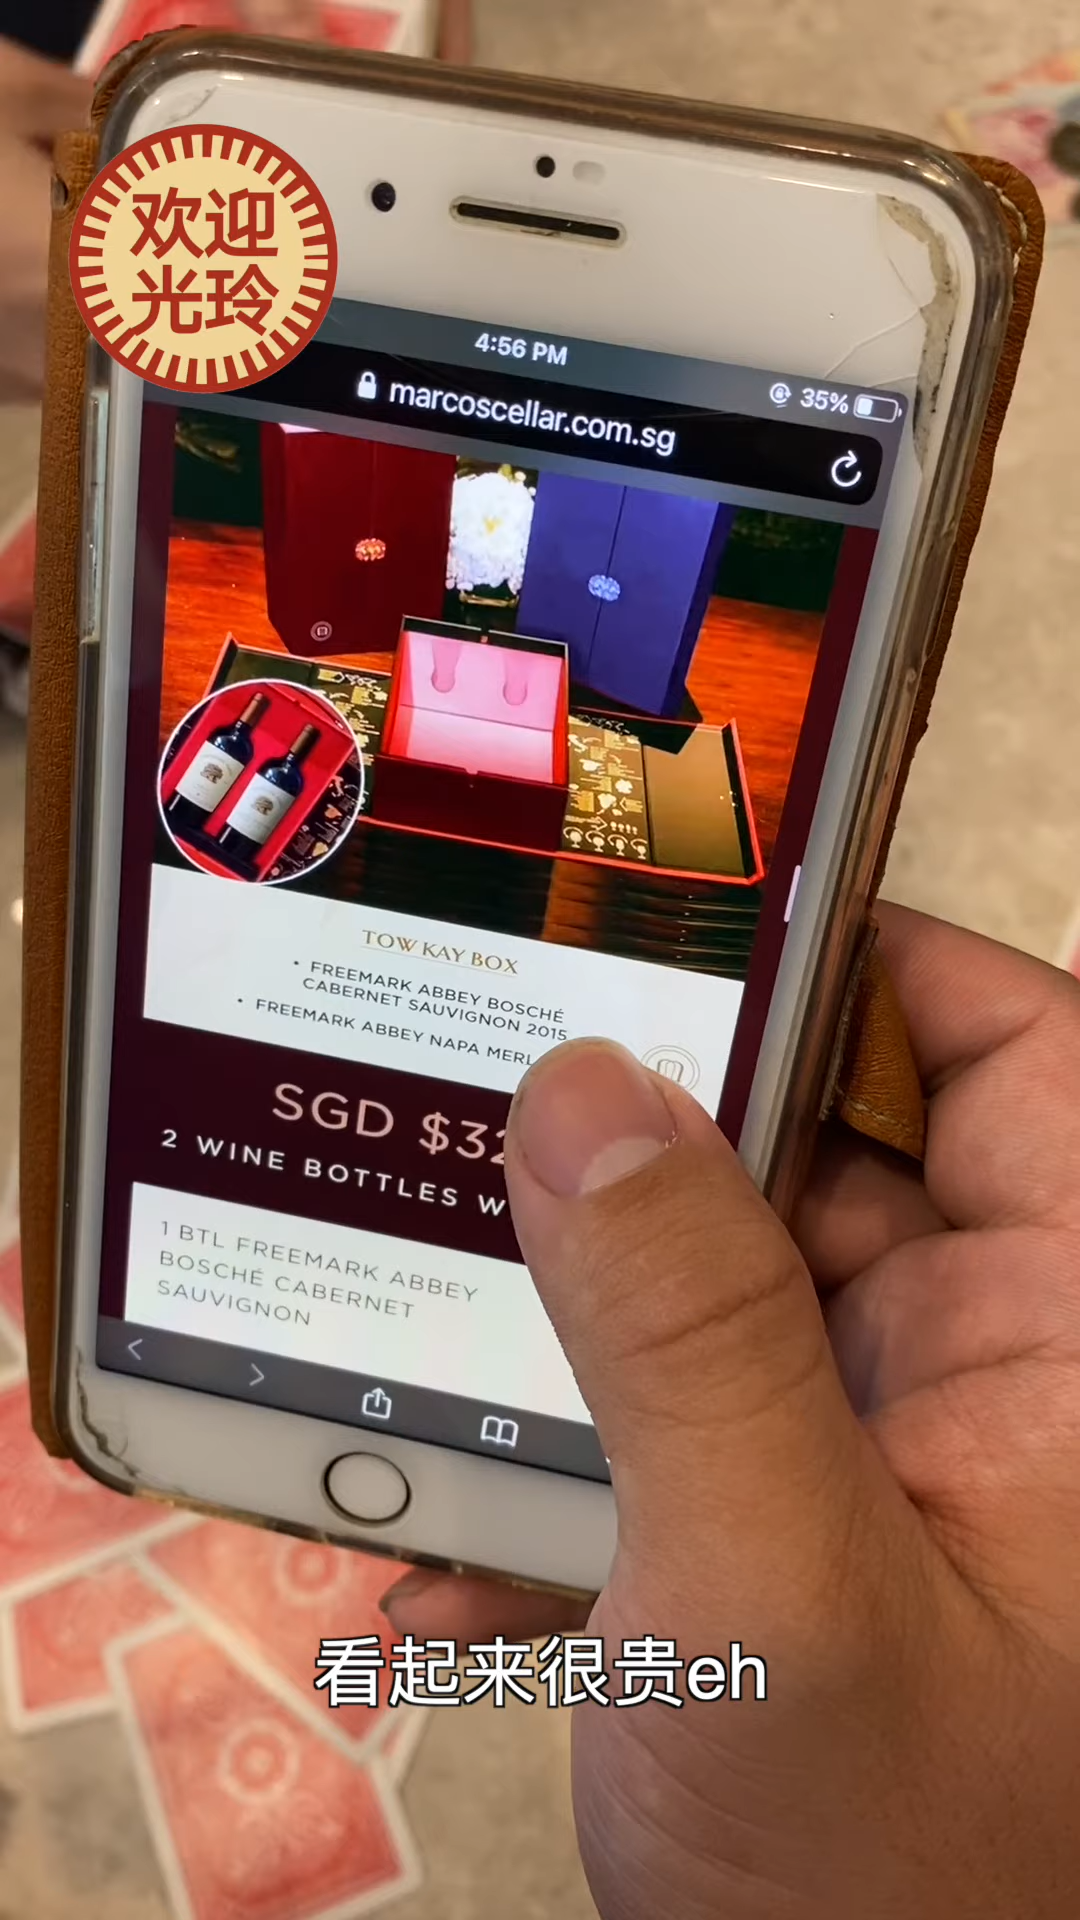 欢迎
光玲
4:56 PM
35%
marcoscellar.com.sg
TOW KAY BOX
• FREEMARK ABBEY BOSCHÉ
CABERNET SAUVIGNON 2015
• FREEMARK ABBEY NAPA
SGD $32
2 WINE BOTTLES
1 BTL FREEMARK ABBEY
BOSCHÉ CABERNET
SAUVIGNON
看起来很贵eh